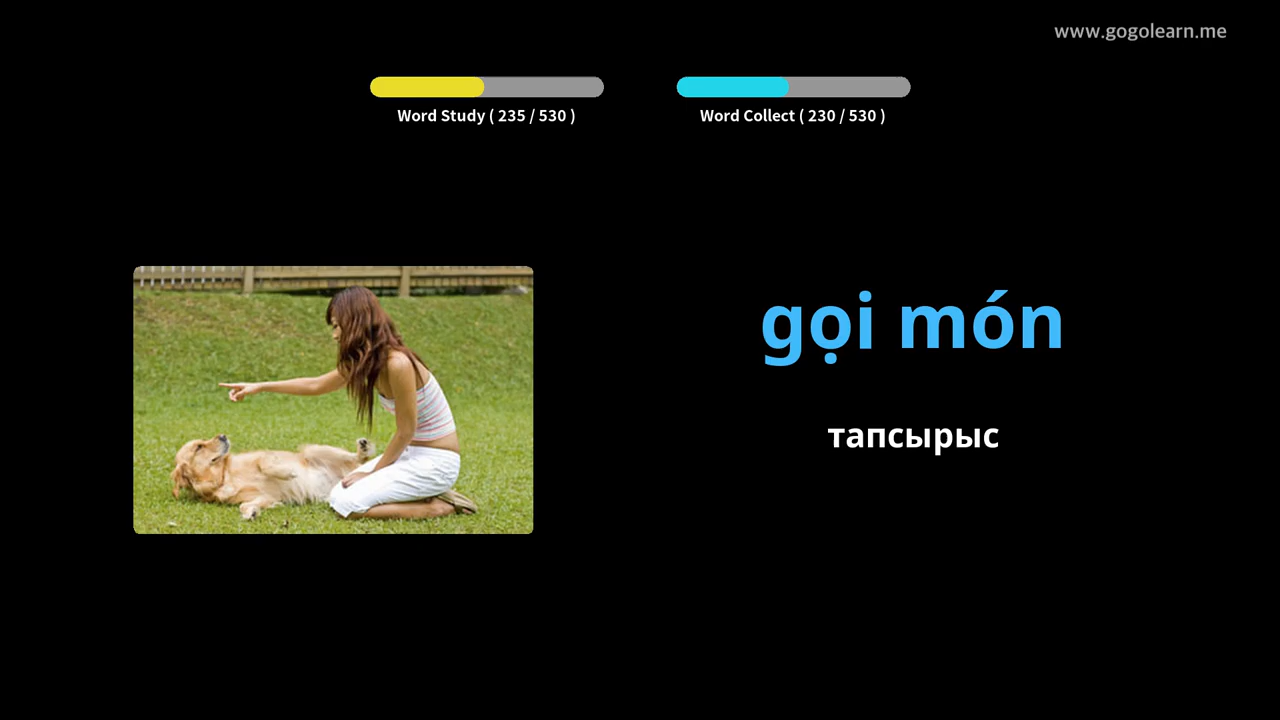 www.gogolearn.me
Word Study ( 235 / 530 )
Word Collect ( 230 / 530 )
gọi món
тапсырыс